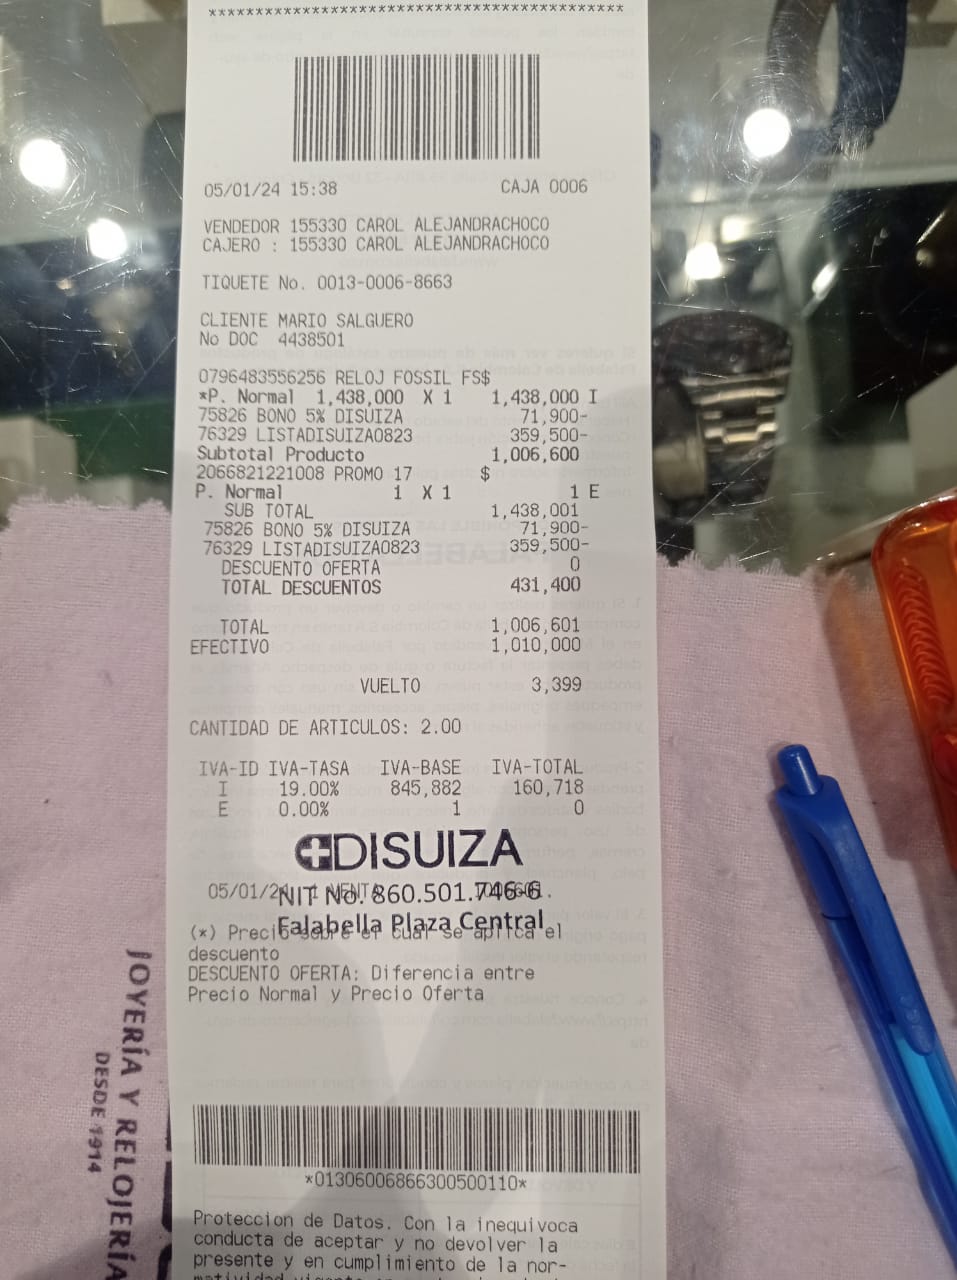 ******************************************
05/01/24 15:38 CAJA 0006
VENDEDOR 155330 CAROL ALEJANDRACHOCO
CAJERO : 155330 CAROL ALEJANDRACHOCO
TIQUETE No. 0013-0006-8663
CLIENTE MARIO SALGUERO
No DOC 4438501
0796483556256 RELOJ FOSSIL FS$
*P. Normal 1,438,000 X 1 1,438,000 I
75826 BONO 5% DISUIZA 71,900-
76329 LISTADISUIZA0823 359,500-
Subtotal Producto 1,006,600
2066821221008 PROMO 17 $
P. Normal 1 X 1 1 E
SUB TOTAL 1,438,001
75826 BONO 5% DISUIZA 71,900-
76329 LISTADISUIZA0823 359,500-
DESCUENTO OFERTA 0
TOTAL DESCUENTOS 431,400
TOTAL 1,006,601
EFECTIVO 1,010,000
VUELTO 3,399
CANTIDAD DE ARTICULOS: 2.00
IVA-ID IVA-TASA IVA-BASE IVA-TOTAL
I 19.00% 845,882 160,718
E 0.00% 1 0
DISUIZA
05/01/24 1 VENTA
NIT No. 860.501.746-6
Falabella Plaza Central
(*) Precio sobre el cual se aplica el
descuento
DESCUENTO OFERTA: Diferencia entre
Precio Normal y Precio Oferta
*01306006866300500110*
Proteccion de Datos. Con la inequivoca
conducta de aceptar y no devolver la
presente y en cumplimiento de la nor-
JOYERÍA Y RELOJERÍA
DESDE 1914